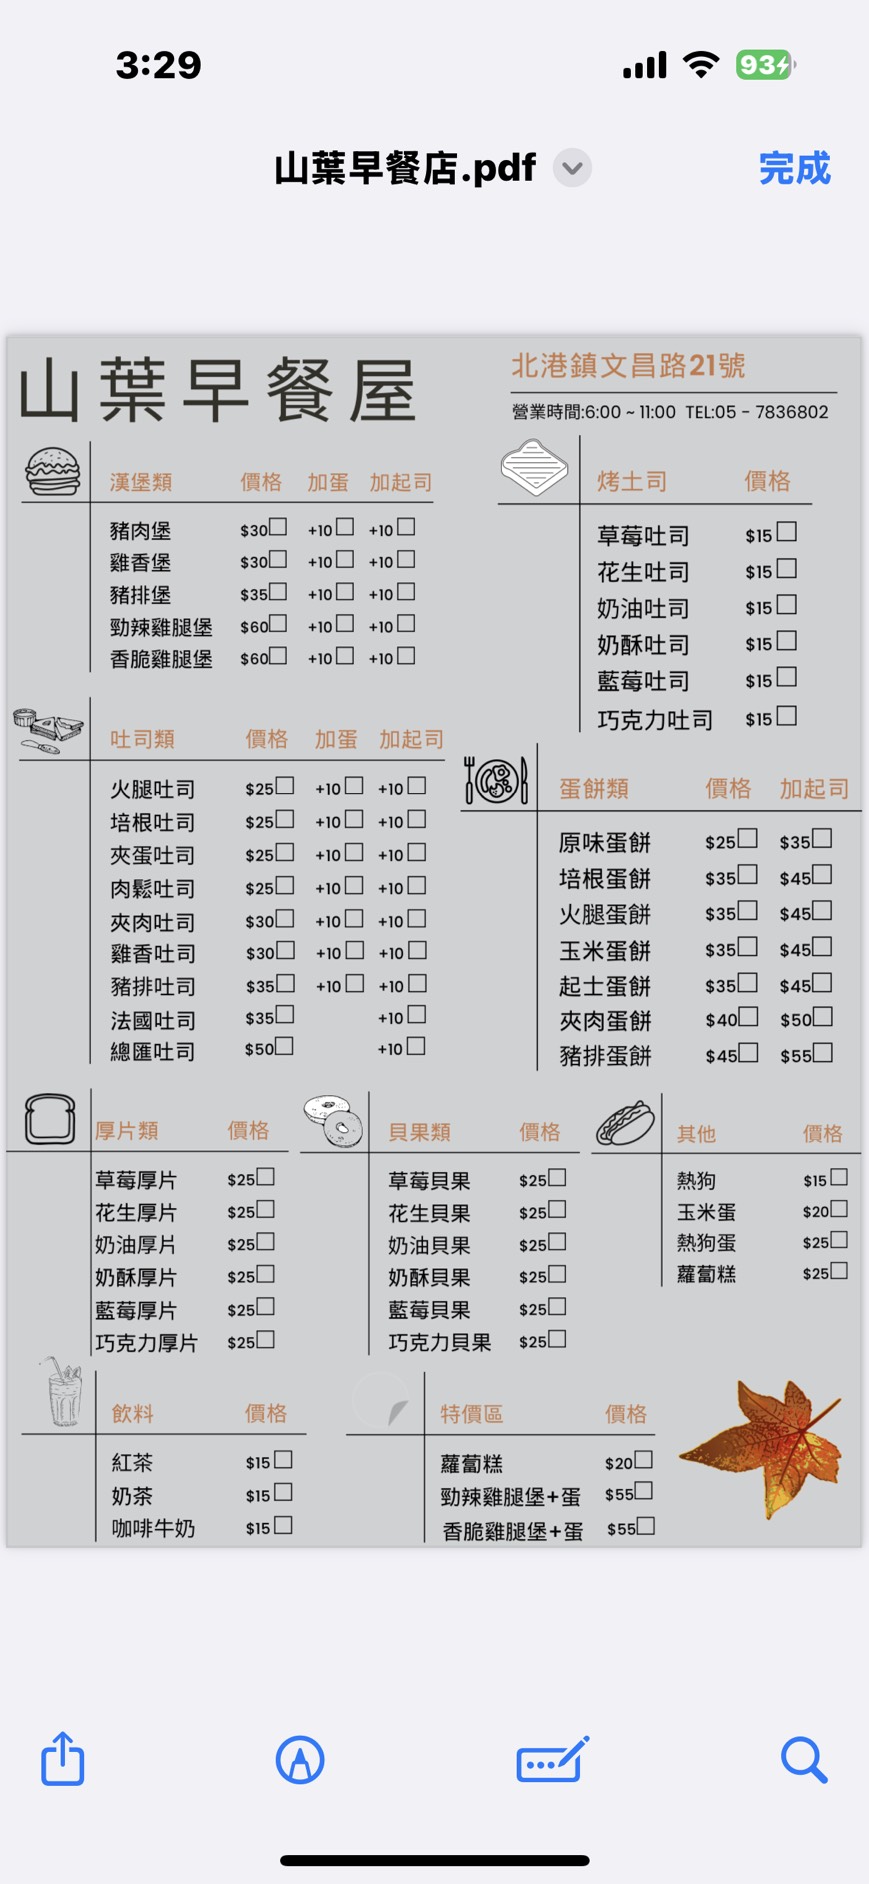 3:29
93
山葉早餐店.pdf
完成
山葉早餐屋
北港鎮文昌路21號
營業時間:6:00 ~ 11:00 TEL:05 - 7836802
漢堡類 價格 加蛋 加起司
豬肉堡 $30 +10 +10
雞香堡 $30 +10 +10
豬排堡 $35 +10 +10
勁辣雞腿堡 $60 +10 +10
香脆雞腿堡 $60 +10 +10
烤土司 價格
草莓吐司 $15
花生吐司 $15
奶油吐司 $15
奶酥吐司 $15
藍莓吐司 $15
巧克力吐司 $15
吐司類 價格 加蛋 加起司
火腿吐司 $25 +10 +10
培根吐司 $25 +10 +10
夾蛋吐司 $25 +10 +10
肉鬆吐司 $25 +10 +10
夾肉吐司 $30 +10 +10
雞香吐司 $30 +10 +10
豬排吐司 $35 +10 +10
法國吐司 $35 +10
總匯吐司 $50 +10
蛋餅類 價格 加起司
原味蛋餅 $25 $35
培根蛋餅 $35 $45
火腿蛋餅 $35 $45
玉米蛋餅 $35 $45
起士蛋餅 $35 $45
夾肉蛋餅 $40 $50
豬排蛋餅 $45 $55
厚片類 價格
草莓厚片 $25
花生厚片 $25
奶油厚片 $25
奶酥厚片 $25
藍莓厚片 $25
巧克力厚片 $25
貝果類 價格
草莓貝果 $25
花生貝果 $25
奶油貝果 $25
奶酥貝果 $25
藍莓貝果 $25
巧克力貝果 $25
其他 價格
熱狗 $15
玉米蛋 $20
熱狗蛋 $25
蘿蔔糕 $25
飲料 價格
紅茶 $15
奶茶 $15
咖啡牛奶 $15
特價區 價格
蘿蔔糕 $20
勁辣雞腿堡+蛋 $55
香脆雞腿堡+蛋 $55